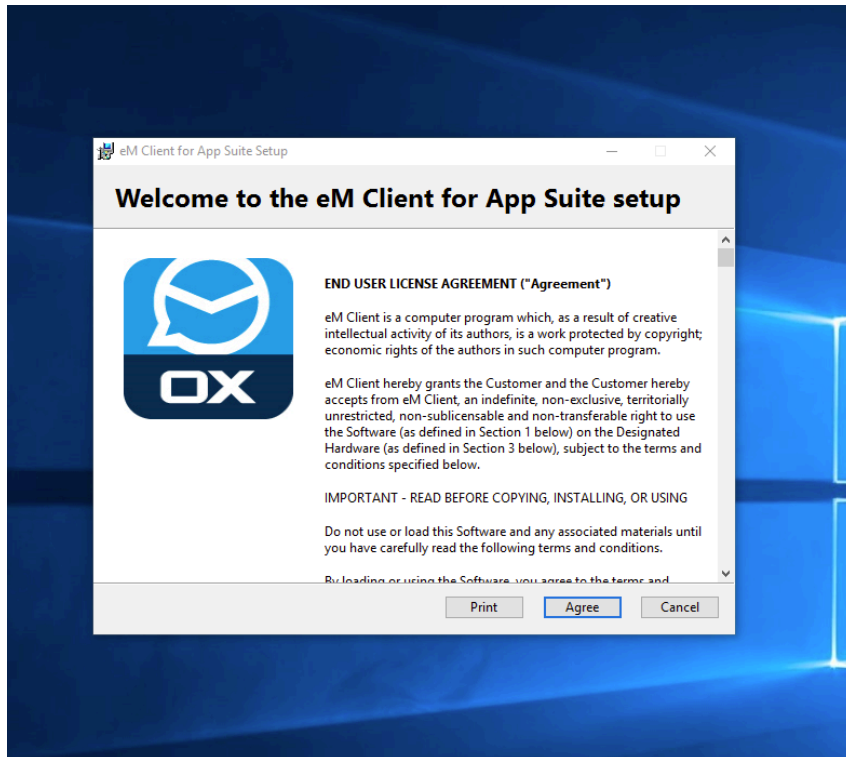 eM Client for App Suite Setup
Welcome to the eM Client for App Suite setup
OX
END USER LICENSE AGREEMENT ("Agreement")
eM Client is a computer program which, as a result of creative
intellectual activity of its authors, is a work protected by copyright;
economic rights of the authors in such computer program.
eM Client hereby grants the Customer and the Customer hereby
accepts from eM Client, an indefinite, non-exclusive, territorially
unrestricted, non-sublicensable and non-transferable right to use
the Software (as defined in Section 1 below) on the Designated
Hardware (as defined in Section 3 below), subject to the terms and
conditions specified below.
IMPORTANT - READ BEFORE COPYING, INSTALLING, OR USING
Do not use or load this Software and any associated materials until
you have carefully read the following terms and conditions.
By loading or using the Software, you agree to the terms and
Print
Agree
Cancel